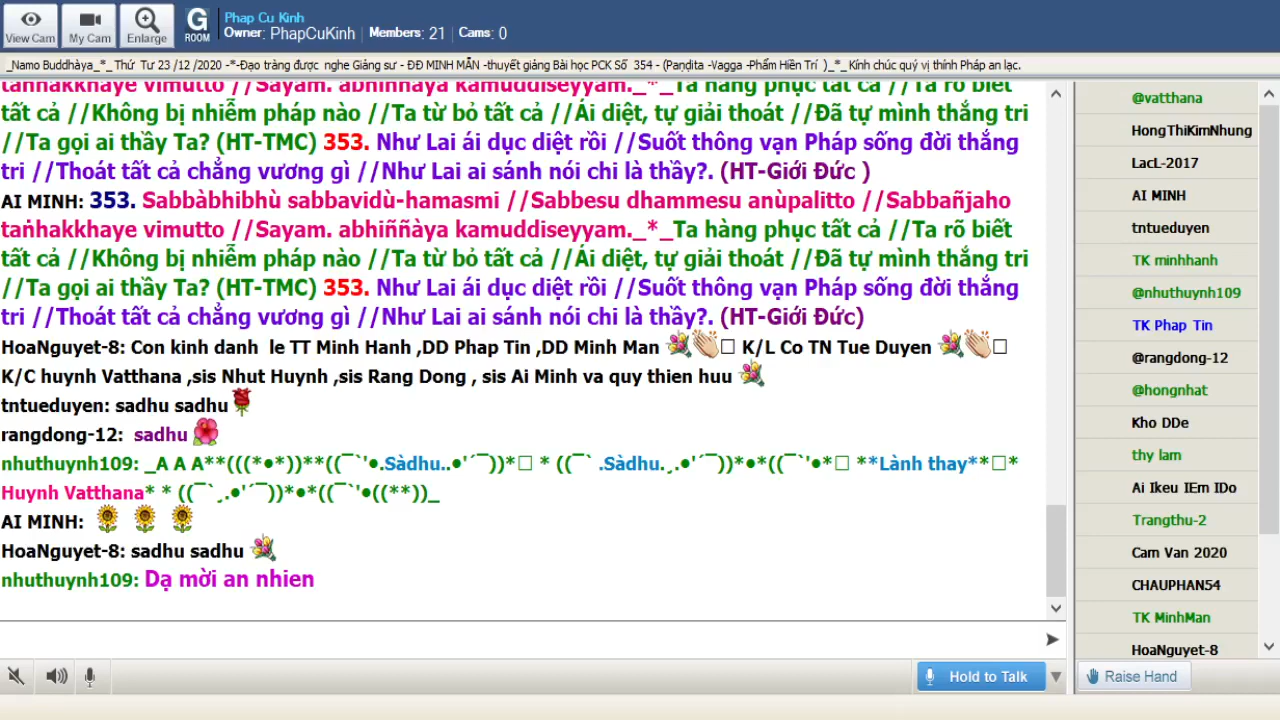 View Cam
My Cam
Enlarge
G
ROOM
Phap Cu Kinh
Owner: PhapCuKinh | Members: 21 | Cams: 0
_Namo Buddhàya_*_ Thứ Tư 23 /12 /2020 -*-Đạo tràng được nghe Giảng sư - ĐĐ MINH MẪN -thuyết giảng Bài học PCK Số 354 - (Paṇḍita -Vagga -Phẩm Hiền Trí )_*_Kính chúc quý vị thính Pháp an lạc.
taṅhakkhaye vimutto //Sayam. abhiññàya kamuddiseyyam._*_Ta hàng phục tất cả //Ta rõ biết
tất cả //Không bị nhiễm pháp nào //Ta từ bỏ tất cả //Ái diệt, tự giải thoát //Đã tự mình thắng tri
//Ta gọi ai thầy Ta? (HT-TMC) 353. Như Lai ái dục diệt rồi //Suốt thông vạn Pháp sống đời thắng
tri //Thoát tất cả chẳng vương gì //Như Lai ai sánh nói chi là thầy?. (HT-Giới Đức )
AI MINH: 353. Sabbàbhibhù sabbavidù-hamasmi //Sabbesu dhammesu anùpalitto //Sabbañjaho
taṅhakkhaye vimutto //Sayam. abhiññàya kamuddiseyyam._*_Ta hàng phục tất cả //Ta rõ biết
tất cả //Không bị nhiễm pháp nào //Ta từ bỏ tất cả //Ái diệt, tự giải thoát //Đã tự mình thắng tri
//Ta gọi ai thầy Ta? (HT-TMC) 353. Như Lai ái dục diệt rồi //Suốt thông vạn Pháp sống đời thắng
tri //Thoát tất cả chẳng vương gì //Như Lai ai sánh nói chi là thầy?. (HT-Giới Đức)
HoaNguyet-8: Con kinh danh le TT Minh Hanh ,DD Phap Tin ,DD Minh Man 💐👏□ K/L Co TN Tue Duyen 💐👏□
K/C huynh Vatthana ,sis Nhut Huynh ,sis Rang Dong , sis Ai Minh va quy thien huu 💐
tntueduyen: sadhu sadhu🌹
rangdong-12: sadhu🌺
nhuthuynh109: _A A A**(((*•*))**((¯`'•.Sàdhu..•'´¯))*□ * ((¯` .Sàdhu.¸.•'´¯))*•*((¯`'•*□ **Lành thay**□*
Huynh Vatthana* * ((¯`¸.•'´¯))*•*((¯`'•((**))_
AI MINH: 🌻 🌻 🌻
HoaNguyet-8: sadhu sadhu 💐
nhuthuynh109: Dạ mời an nhien
Hold to Talk
@vatthana
HongThiKimNhung
LacL-2017
AI MINH
tntueduyen
TK minhhanh
@nhuthuynh109
TK Phap Tin
@rangdong-12
@hongnhat
Kho DDe
thy lam
Ai Ikeu IEm IDo
Trangthu-2
Cam Van 2020
CHAUPHAN54
TK MinhMan
HoaNguyet-8
Raise Hand